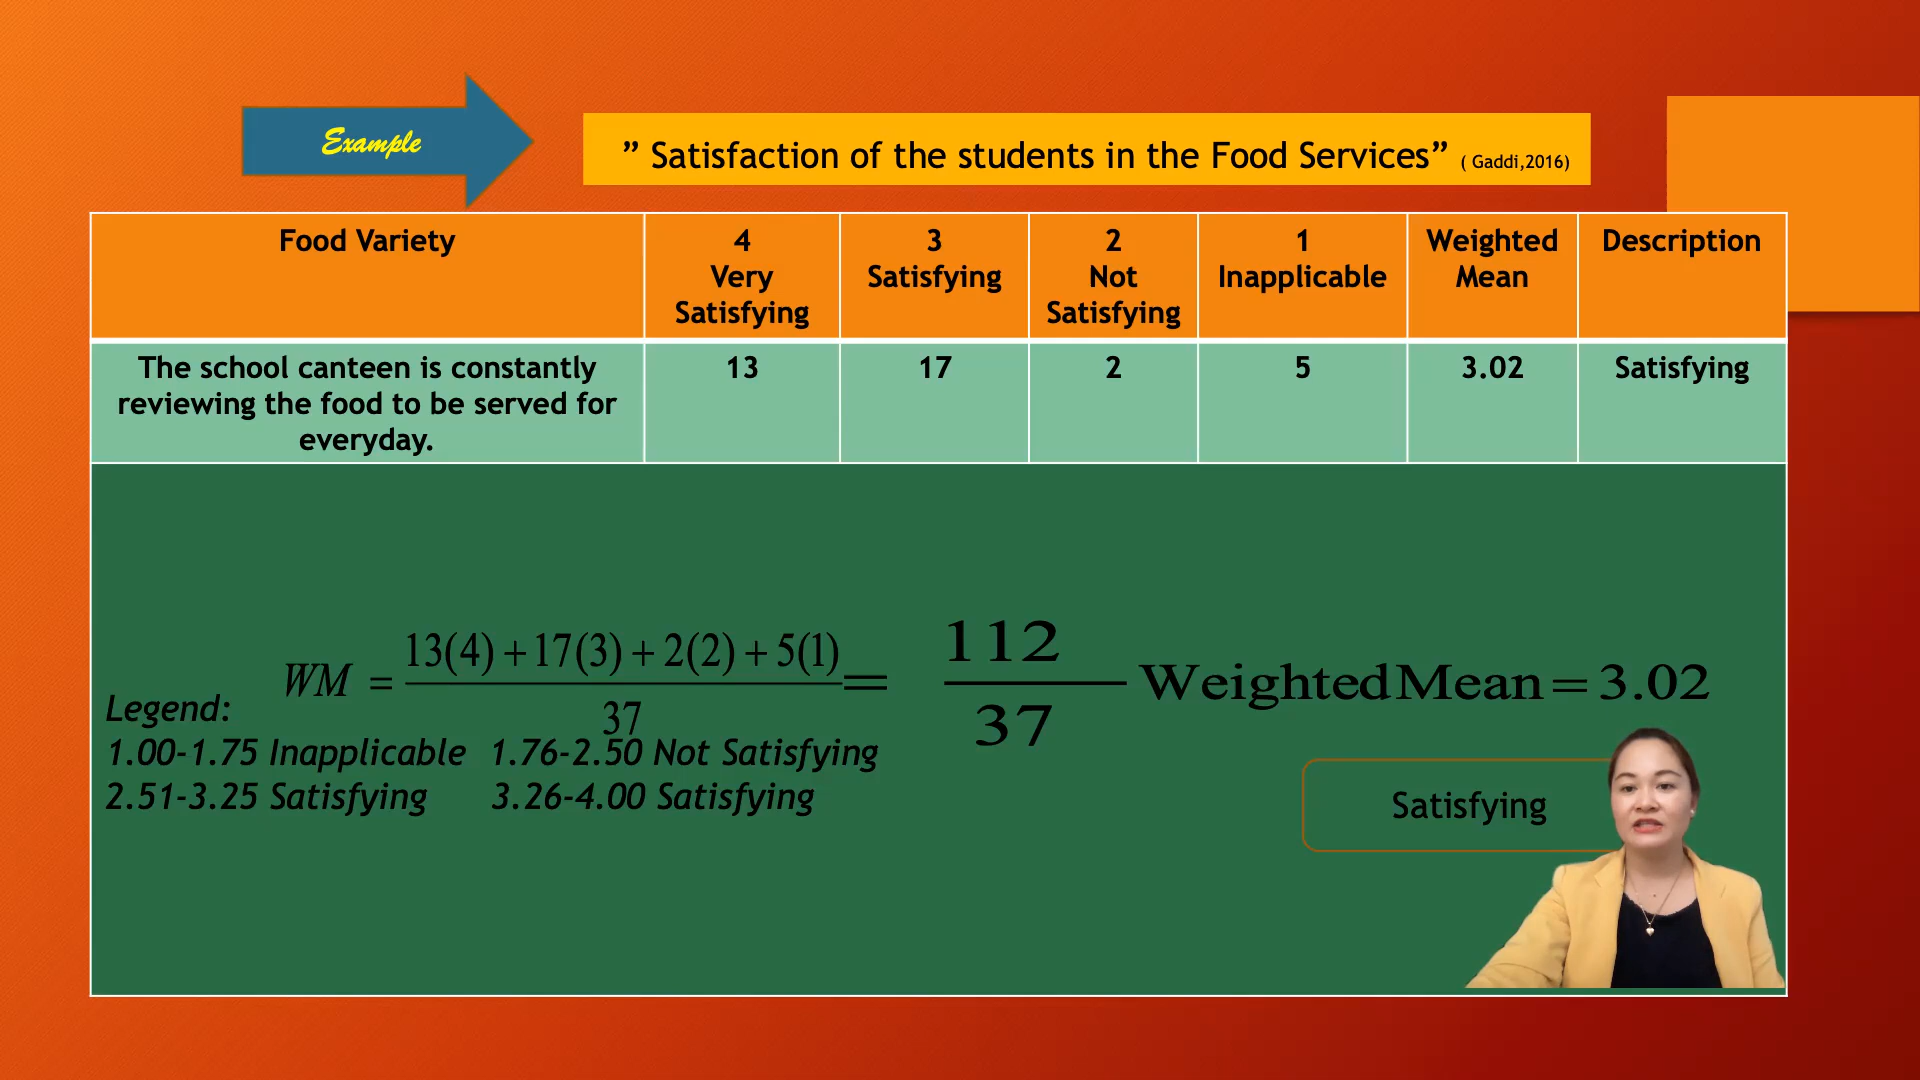 Example
” Satisfaction of the students in the Food Services” ( Gaddi,2016)
Food Variety
4
Very
Satisfying
3
Satisfying
2
Not
Satisfying
1
Inapplicable
Weighted
Mean
Description
The school canteen is constantly
reviewing the food to be served for
everyday.
13
17
2
5
3.02
Satisfying
WM = 13(4)+17(3)+2(2)+5(1)
37
=
112
37
Weighted Mean = 3.02
Legend:
1.00-1.75 Inapplicable 1.76-2.50 Not Satisfying
2.51-3.25 Satisfying 3.26-4.00 Satisfying
Satisfying